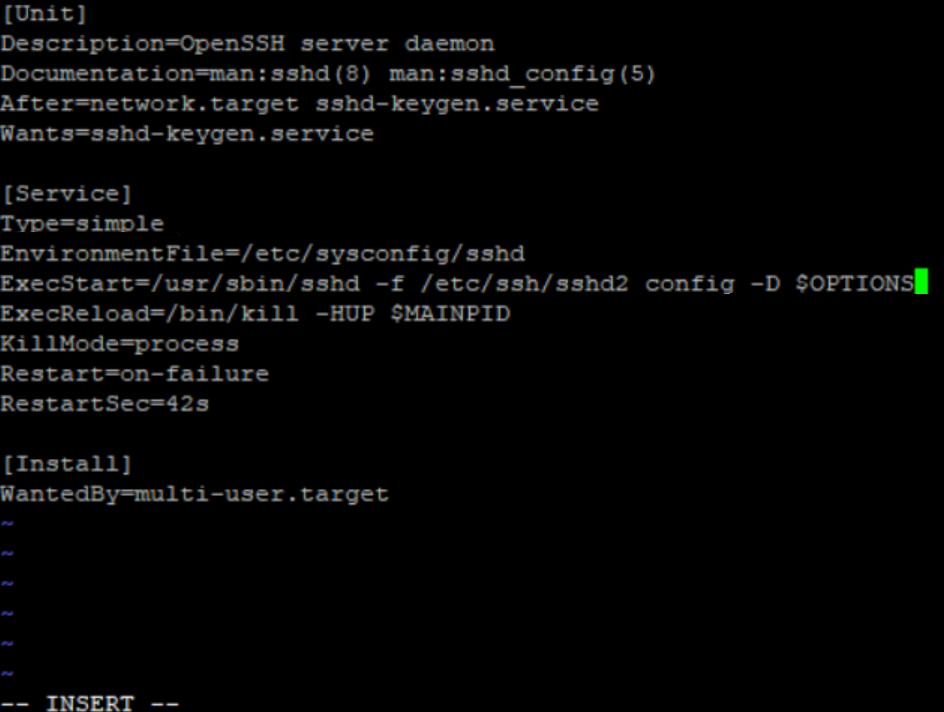 [Unit]
Description=OpenSSH server daemon
Documentation=man:sshd(8) man:sshd_config(5)
After=network.target sshd-keygen.service
Wants=sshd-keygen.service

[Service]
Type=simple
EnvironmentFile=/etc/sysconfig/sshd
ExecStart=/usr/sbin/sshd -f /etc/ssh/sshd2 config -D $OPTIONS
ExecReload=/bin/kill -HUP $MAINPID
KillMode=process
Restart=on-failure
RestartSec=42s

[Install]
WantedBy=multi-user.target
~
~
~
~
~
~
-- INSERT --